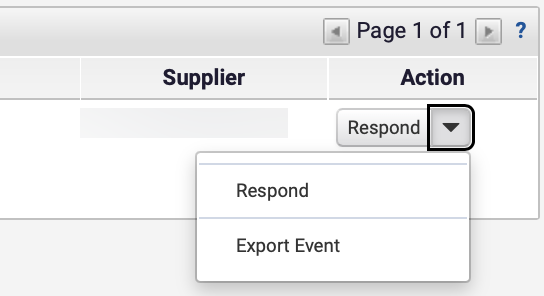 Page 1 of 1 ?
Supplier Action
Respond
Respond
Export Event